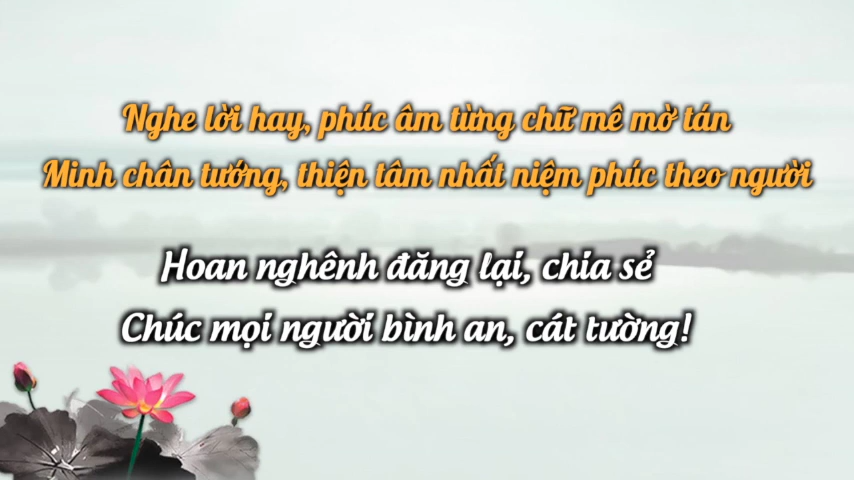 Nghe lời hay, phúc âm từng chữ mê mờ tán
Minh chân tướng, thiện tâm nhất niệm phúc theo người
Hoan nghênh đăng lại, chia sẻ
Chúc mọi người bình an, cát tường!